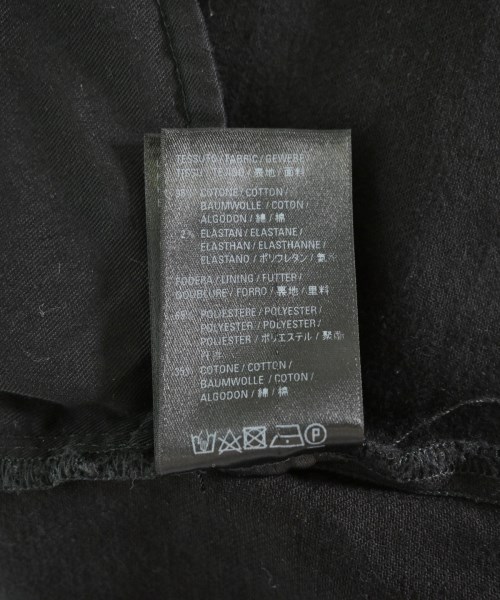 TESSUTO / FABRIC / GEWEBE /
TISSU / TEJIDO / 表地 / 面料
98% COTONE / COTTON /
BAUMWOLLE / COTON /
ALGODON / 綿 / 棉
2% ELASTAN / ELASTANE /
ELASTHAN / ELASTHANNE /
ELASTANO / ポリウレタン / 氨纶
FODERA / LINING / FUTTER /
DOUBLURE / FORRO / 裏地 / 里料
65% POLIESTERE / POLYESTER /
POLYESTER / POLYESTER /
POLIESTER / ポリエステル / 聚酯
35% COTONE / COTTON /
BAUMWOLLE / COTON /
ALGODON / 綿 / 棉
P